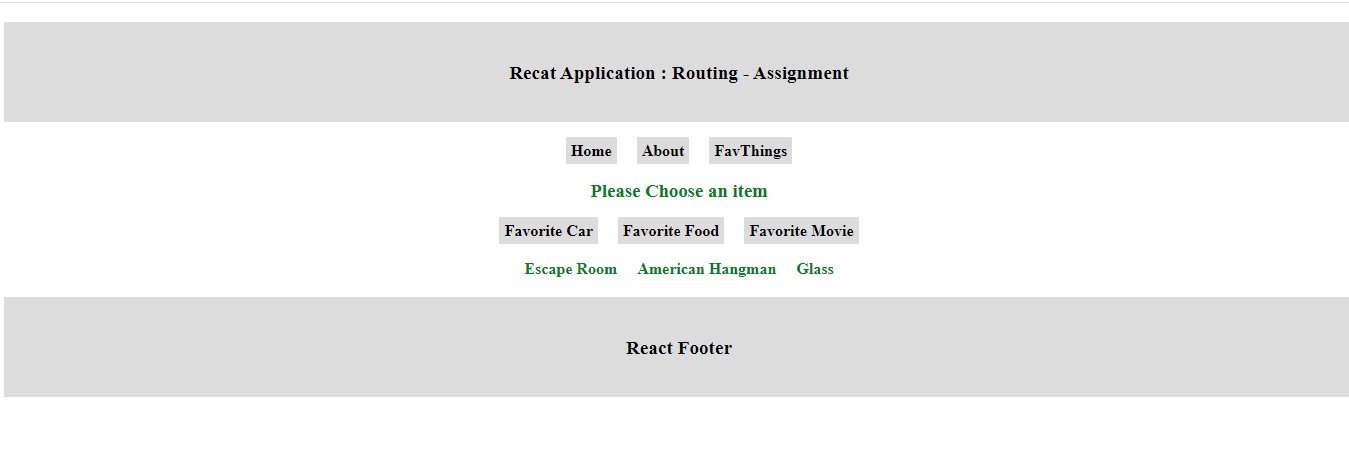 Recat Application : Routing - Assignment
Home About FavThings
Please Choose an item
Favorite Car Favorite Food Favorite Movie
Escape Room American Hangman Glass
React Footer